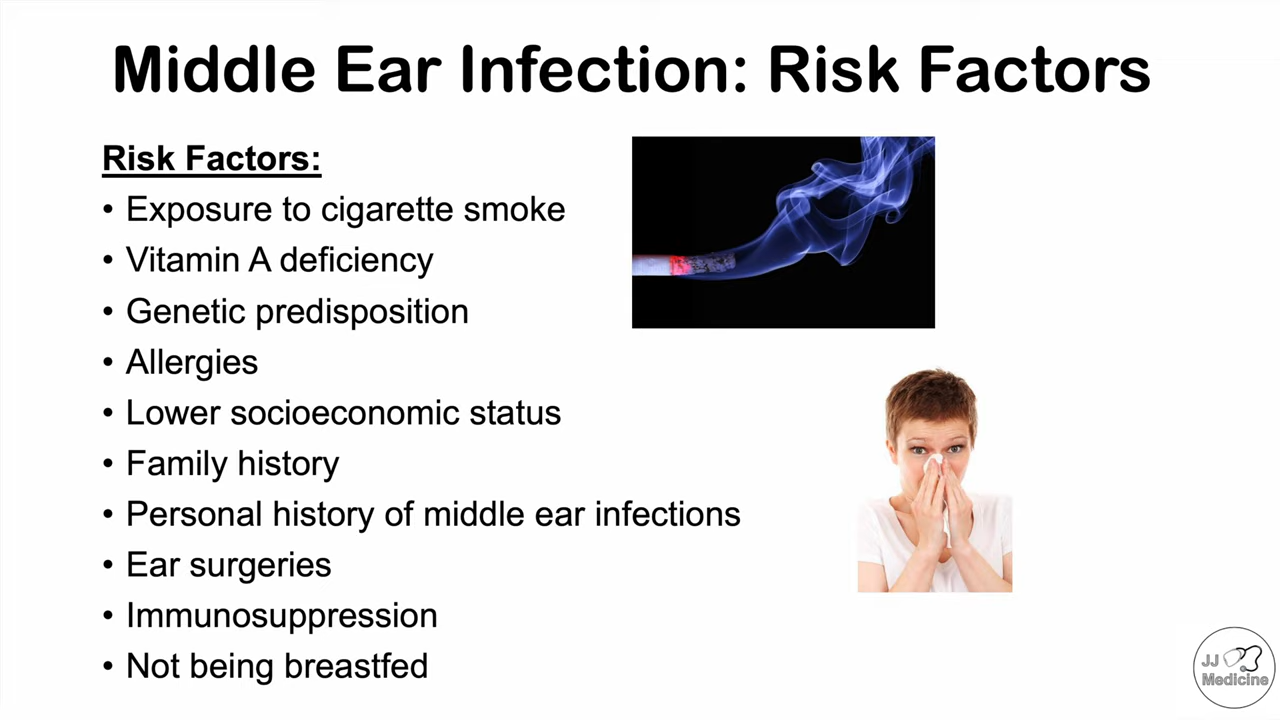 Middle Ear Infection: Risk Factors
Risk Factors:
• Exposure to cigarette smoke
• Vitamin A deficiency
• Genetic predisposition
• Allergies
• Lower socioeconomic status
• Family history
• Personal history of middle ear infections
• Ear surgeries
• Immunosuppression
• Not being breastfed
JJ
Medicine